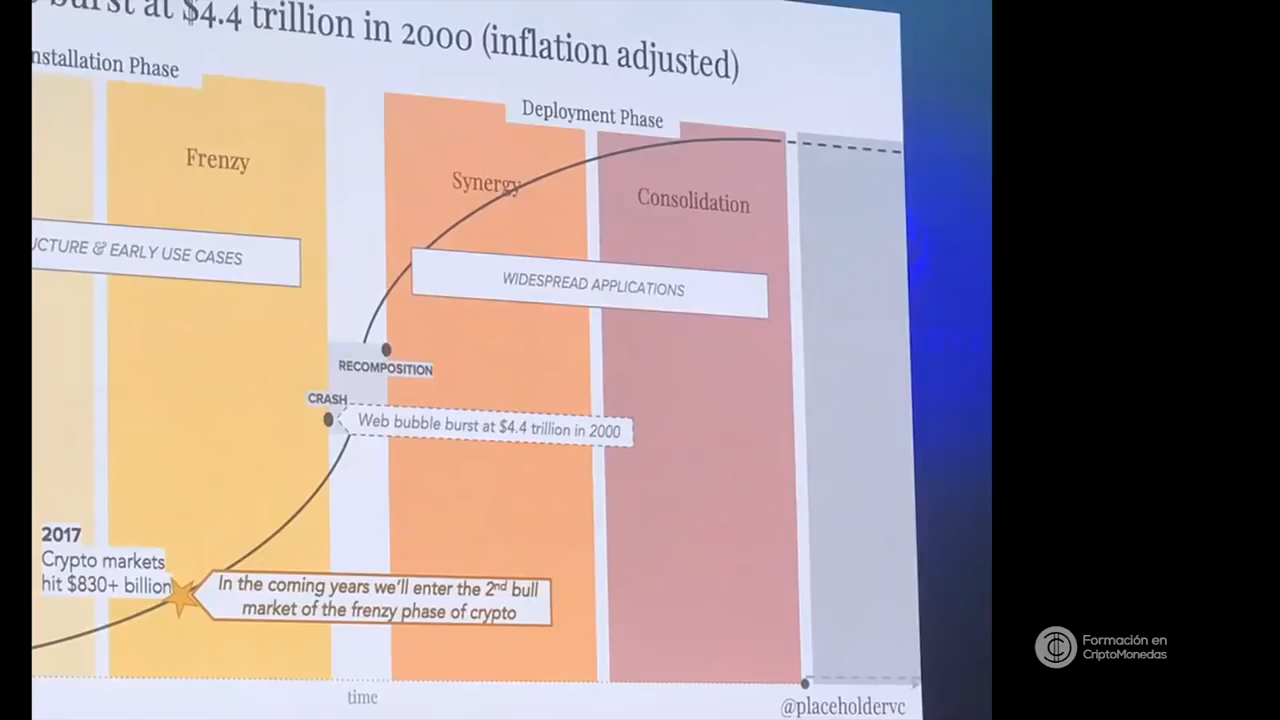 burst at $4.4 trillion in 2000 (inflation adjusted)
nstallation Phase
Deployment Phase
Frenzy
Synergy
Consolidation
UCTURE & EARLY USE CASES
WIDESPREAD APPLICATIONS
RECOMPOSITION
CRASH
Web bubble burst at $4.4 trillion in 2000
2017
Crypto markets
hit $830+ billion
In the coming years we'll enter the 2nd bull
market of the frenzy phase of crypto
time
@placeholdervc
Formación en
CriptoMonedas